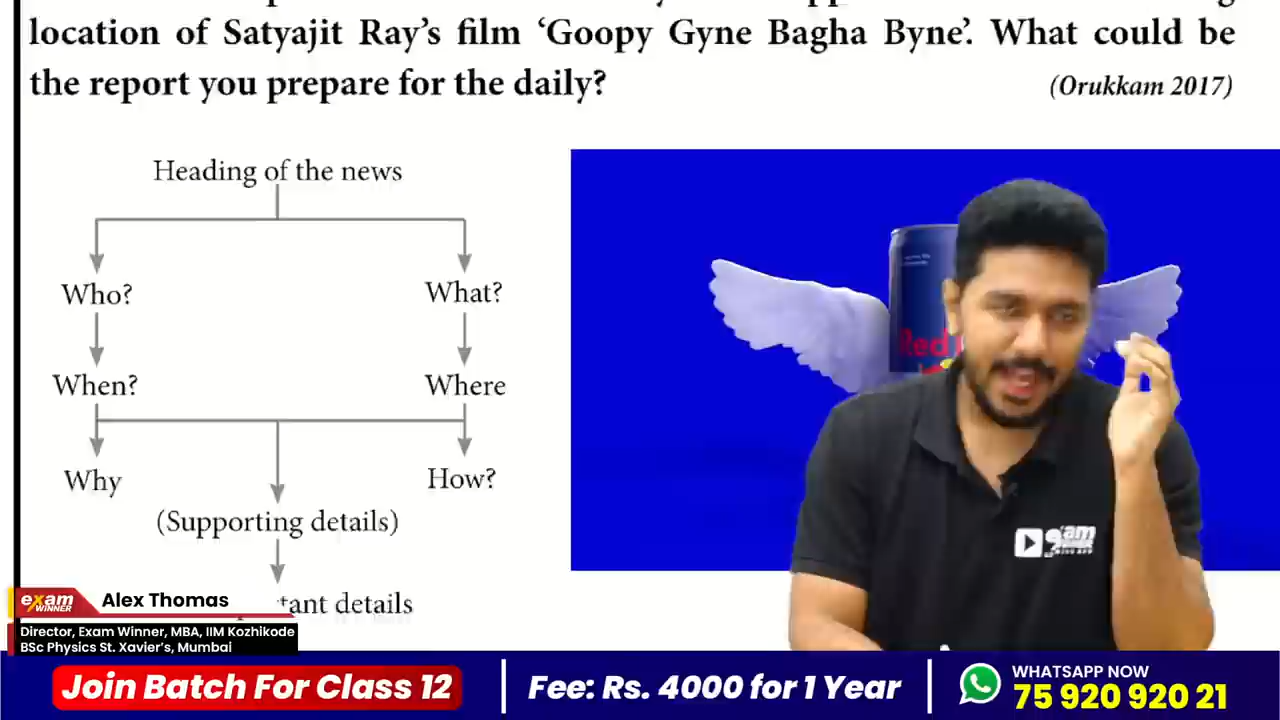 location of Satyajit Ray’s film ‘Goopy Gyne Bagha Byne’. What could be
the report you prepare for the daily?
(Orukkam 2017)
Heading of the news
Who?
What?
When?
Where
Why
How?
(Supporting details)
details
Red
exam
WINNER
Alex Thomas
Director, Exam Winner, MBA, IIM Kozhikode
BSc Physics St. Xavier’s, Mumbai
Join Batch For Class 12
Fee: Rs. 4000 for 1 Year
WHATSAPP NOW
75 920 920 21